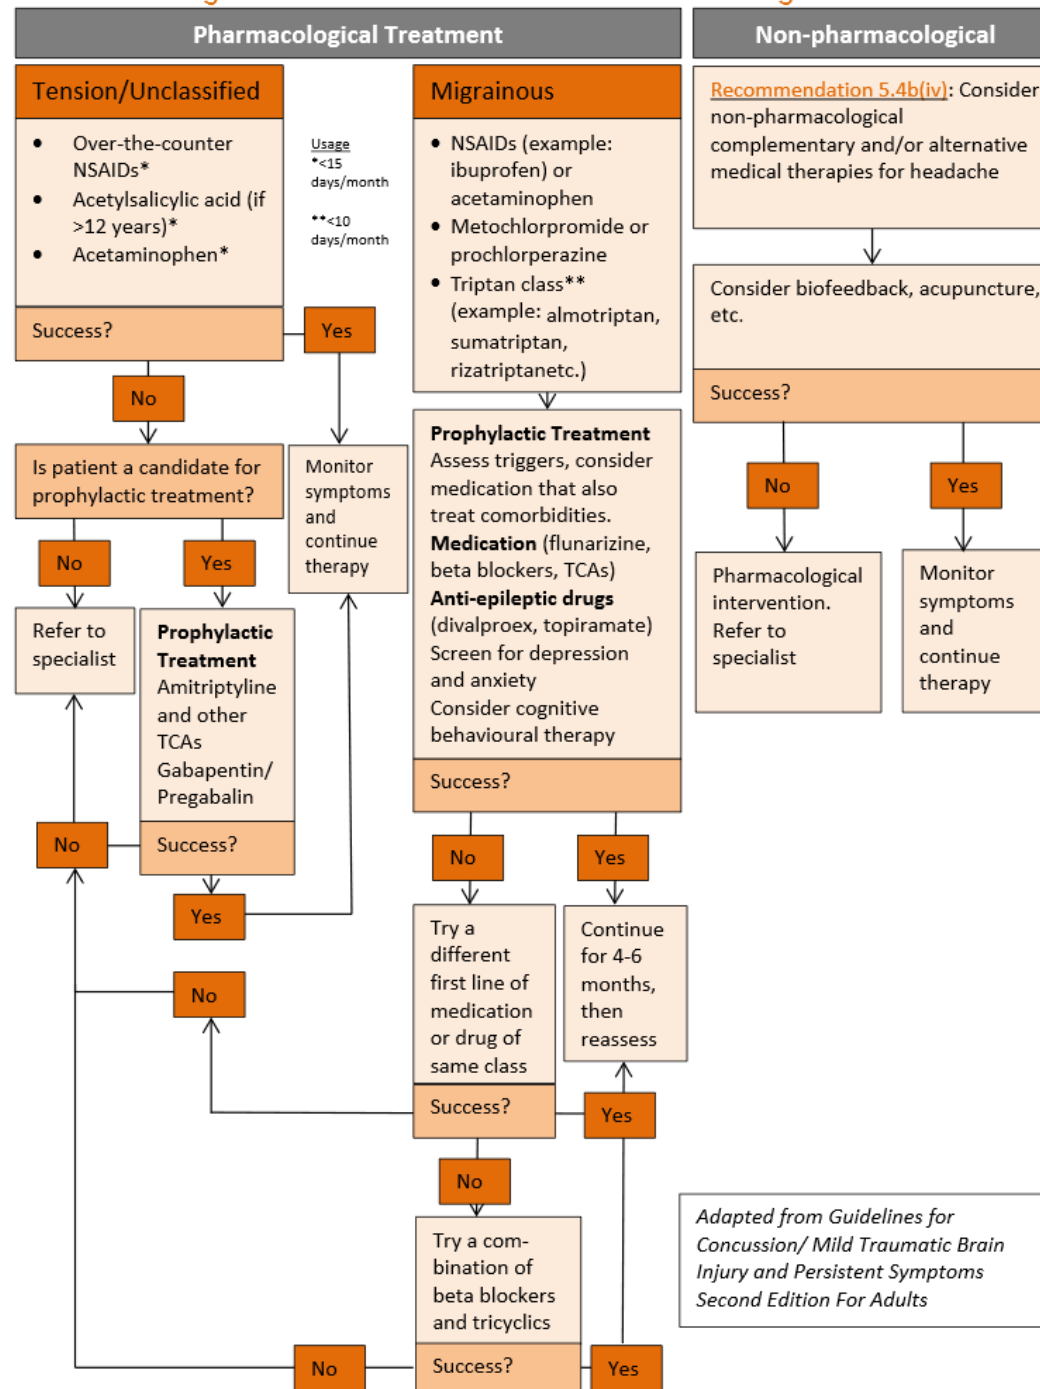 Pharmacological Treatment
Non-pharmacological
Tension/Unclassified
• Over-the-counter
NSAIDs*
• Acetylsalicylic acid (if
>12 years)*
• Acetaminophen*
Usage
*<15
days/month
**<10
days/month
Success?
Yes
No
Is patient a candidate for
prophylactic treatment?
No
Yes
Monitor
symptoms
and
continue
therapy
Refer to
specialist
Prophylactic
Treatment
Amitriptyline
and other
TCAs
Gabapentin/
Pregabalin
No
Success?
Yes
No
Migrainous
• NSAIDs (example:
ibuprofen) or
acetaminophen
• Metochlorpromide or
prochlorperazine
• Triptan class**
(example: almotriptan,
sumatriptan,
rizatriptanetc.)
Prophylactic Treatment
Assess triggers, consider
medication that also
treat comorbidities.
Medication (flunarizine,
beta blockers, TCAs)
Anti-epileptic drugs
(divalproex, topiramate)
Screen for depression
and anxiety
Consider cognitive
behavioural therapy
Success?
No
Yes
Try a
different
first line of
medication
or drug of
same class
Continue
for 4-6
months,
then
reassess
Success?
Yes
No
Try a com-
bination of
beta blockers
and tricyclics
No
Success?
Yes
Recommendation 5.4b(iv): Consider
non-pharmacological
complementary and/or alternative
medical therapies for headache
Consider biofeedback, acupuncture,
etc.
Success?
No
Yes
Pharmacological
intervention.
Refer to
specialist
Monitor
symptoms
and
continue
therapy
Adapted from Guidelines for
Concussion/ Mild Traumatic Brain
Injury and Persistent Symptoms
Second Edition For Adults